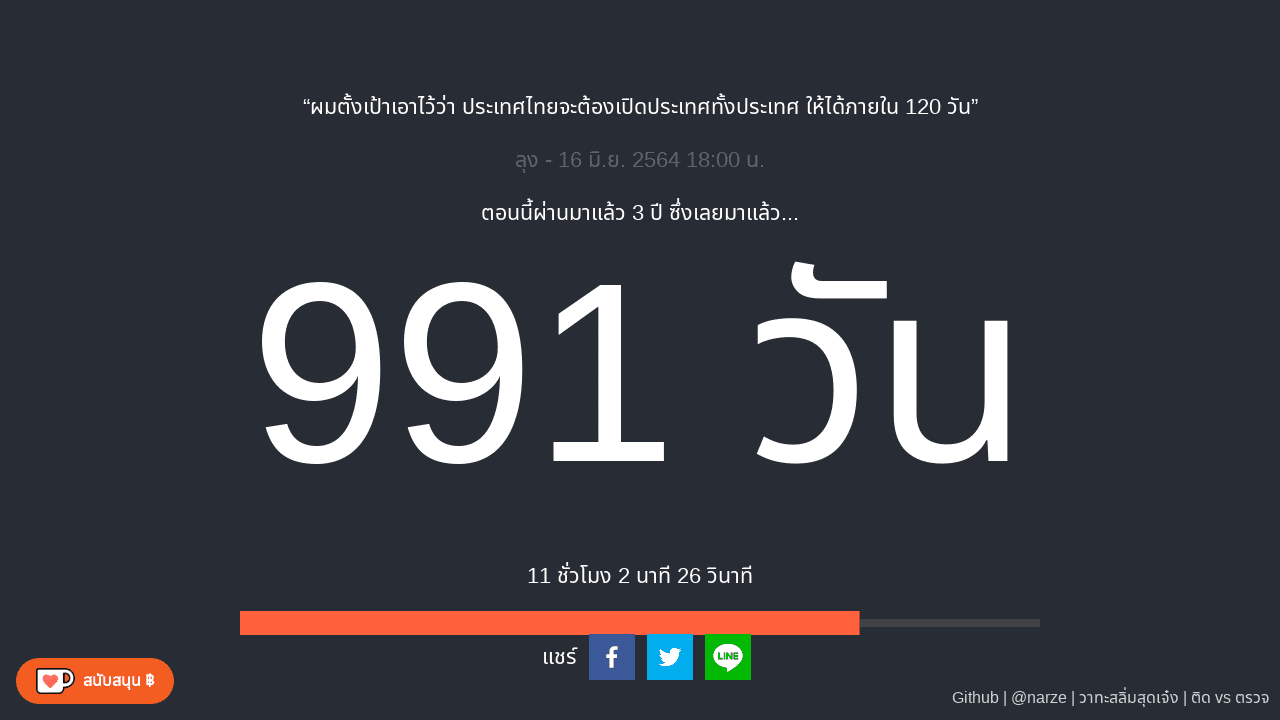 “ผมตั้งเป้าเอาไว้ว่า ประเทศไทยจะต้องเปิดประเทศทั้งประเทศ ให้ได้ภายใน 120 วัน”
ลุง - 16 มิ.ย. 2564 18:00 น.
ตอนนี้ผ่านมาแล้ว 3 ปี ซึ่งเลยมาแล้ว...
991 วัน
11 ชั่วโมง 2 นาที 26 วินาที
แชร์
LINE
สนับสนุน ฿
Github | @narze | วาทะสลิ่มสุดเจ๋ง | ติด vs ตรวจ